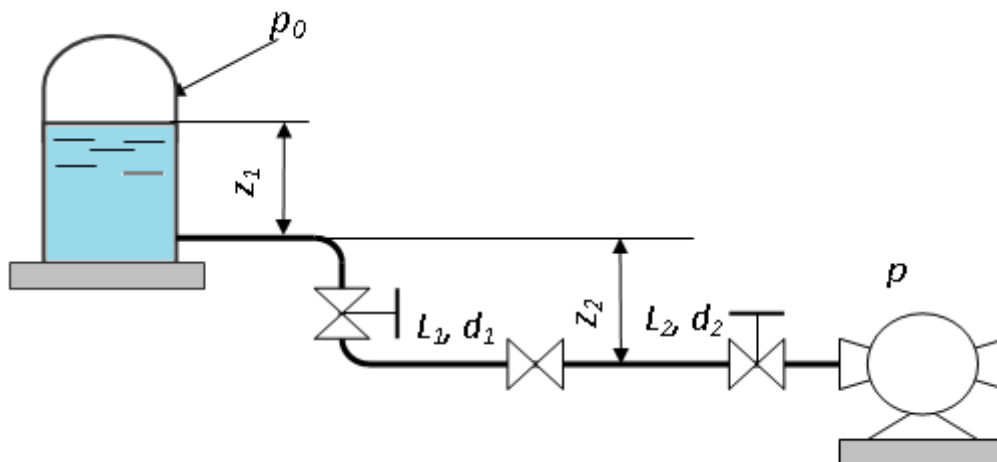 p₀
z₁
z₂
p
L₁, d₁
L₂, d₂